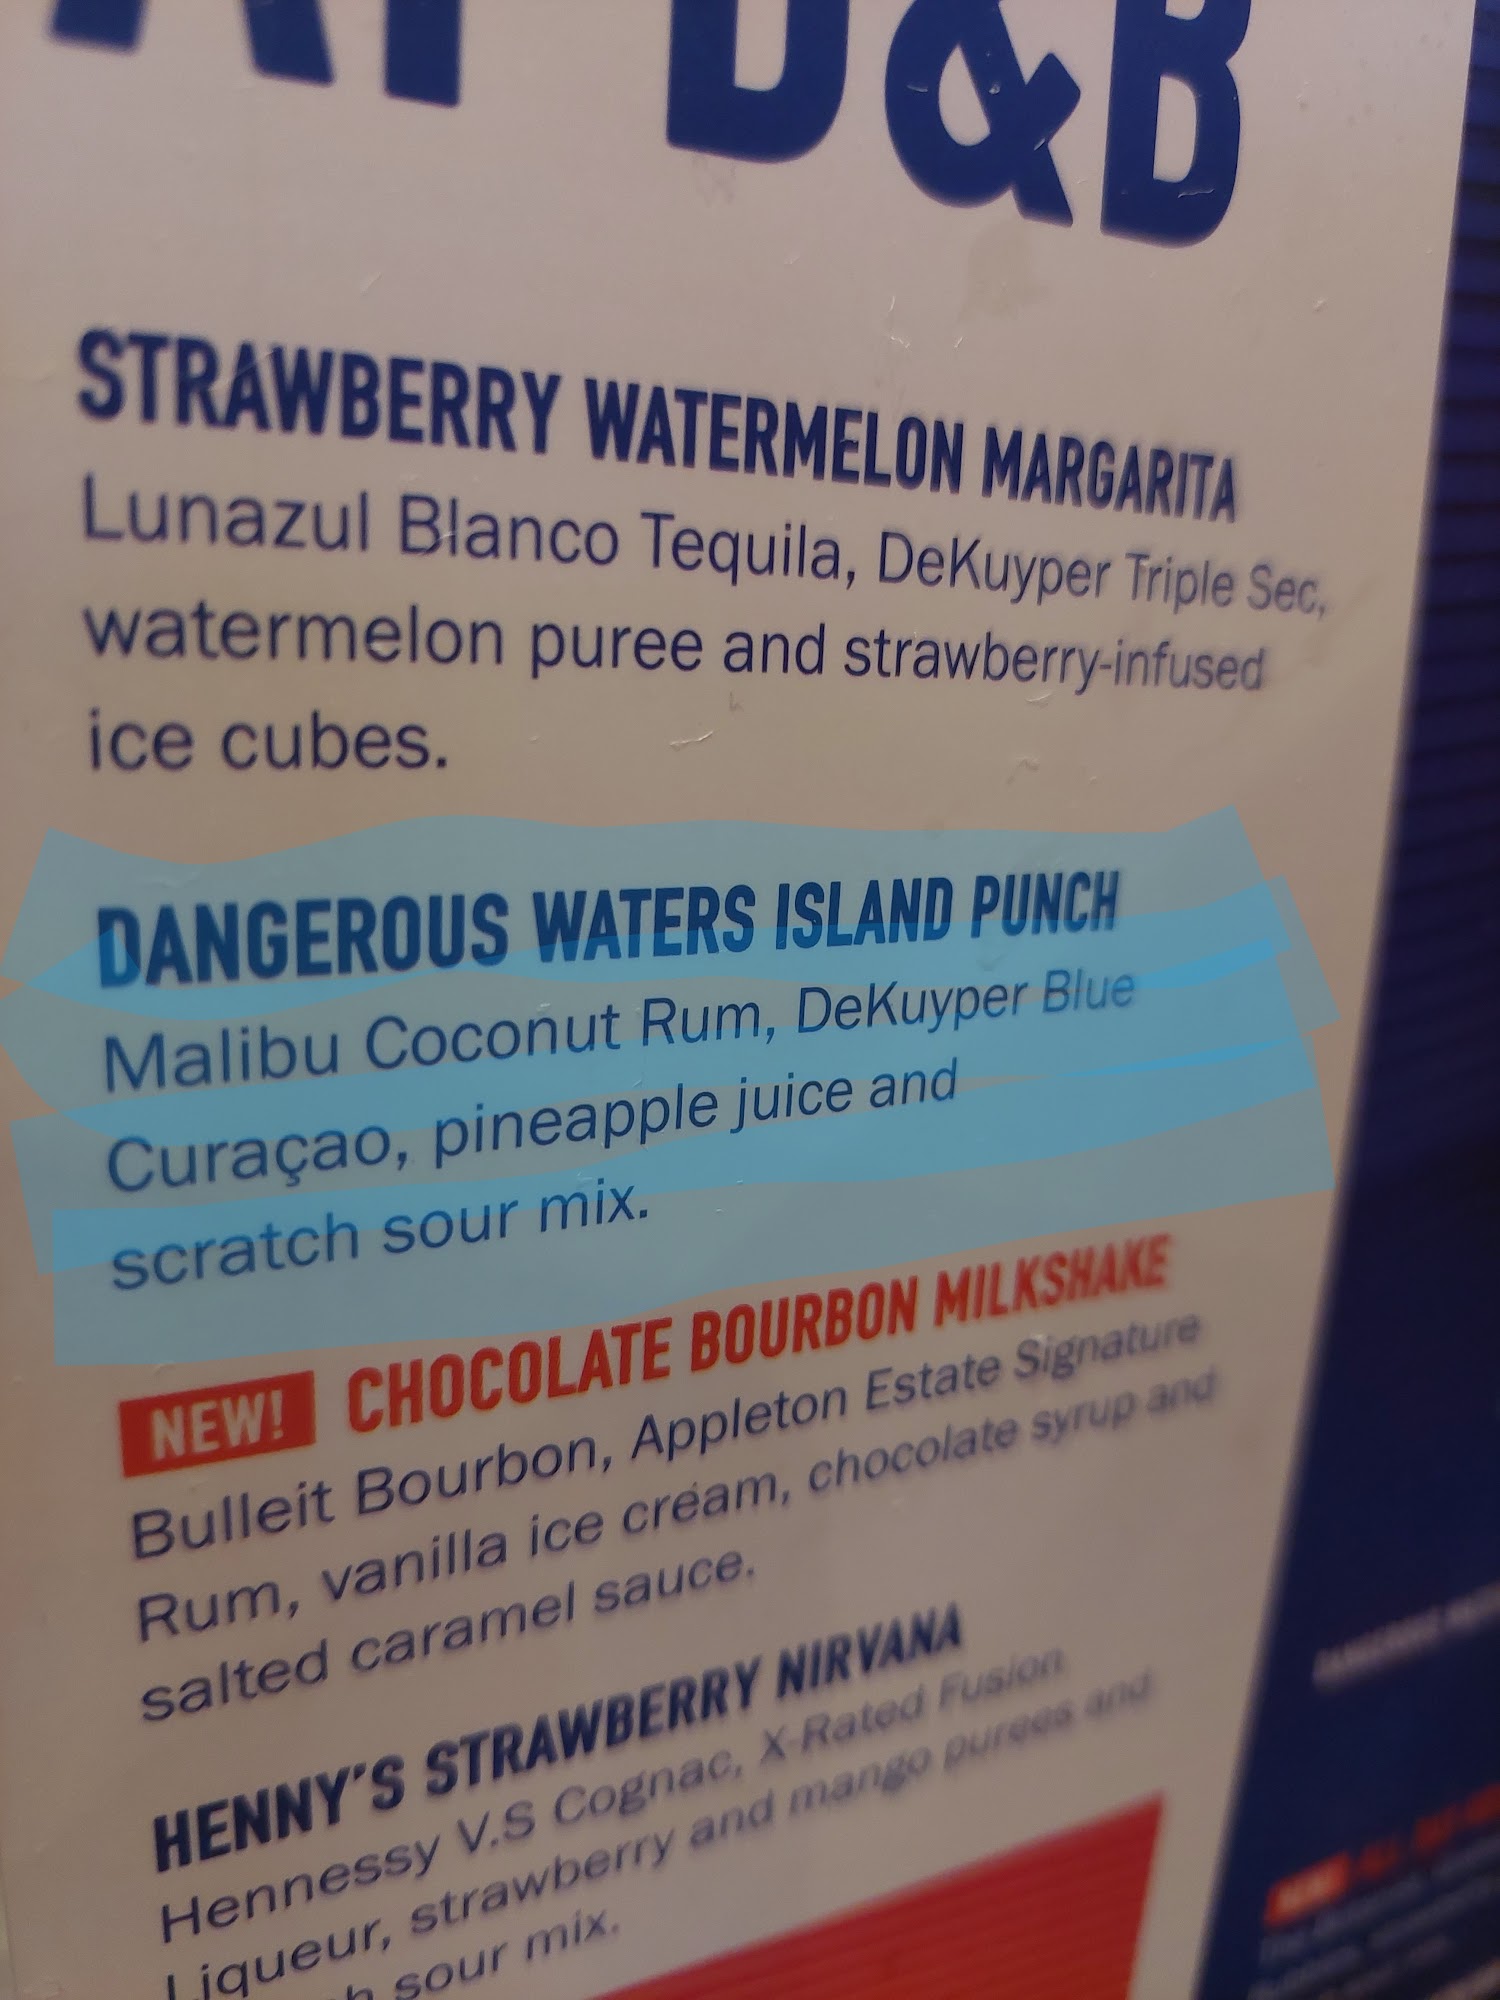 D&B
STRAWBERRY WATERMELON MARGARITA
Lunazul Blanco Tequila, DeKuyper Triple Sec,
watermelon puree and strawberry-infused
ice cubes.
DANGEROUS WATERS ISLAND PUNCH
Malibu Coconut Rum, DeKuyper Blue
Curaçao, pineapple juice and
scratch sour mix.
NEW! CHOCOLATE BOURBON MILKSHAKE
Bulleit Bourbon, Appleton Estate Signature
Rum, vanilla ice cream, chocolate syrup and
salted caramel sauce.
HENNY'S STRAWBERRY NIRVANA
Hennessy V.S Cognac, X-Rated Fusion
Liqueur, strawberry and mango purees and
sour mix.